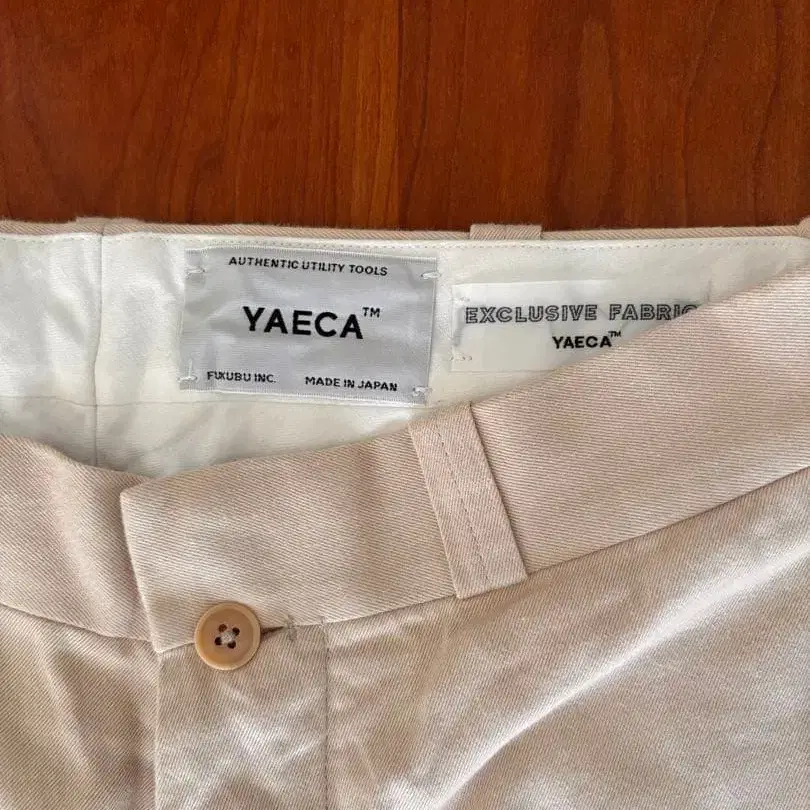 AUTHENTIC UTILITY TOOLS
YAECA™
FUKUBU INC. MADE IN JAPAN
EXCLUSIVE FABRIC
YAECA™